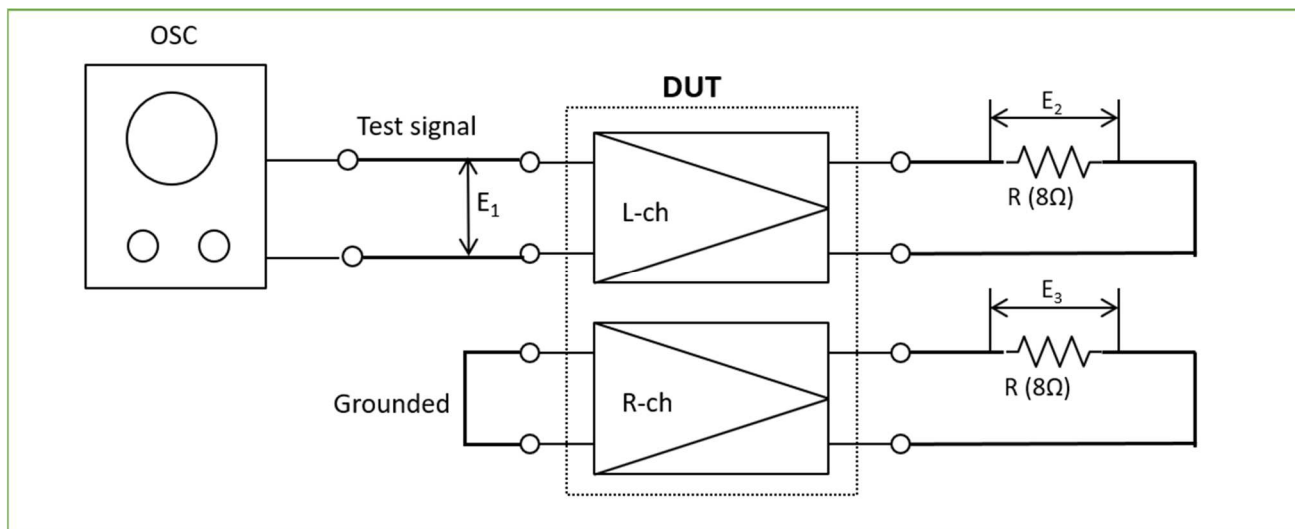 OSC
DUT
Test signal
E₁
L-ch
E₂
R (8Ω)
Grounded
R-ch
E₃
R (8Ω)